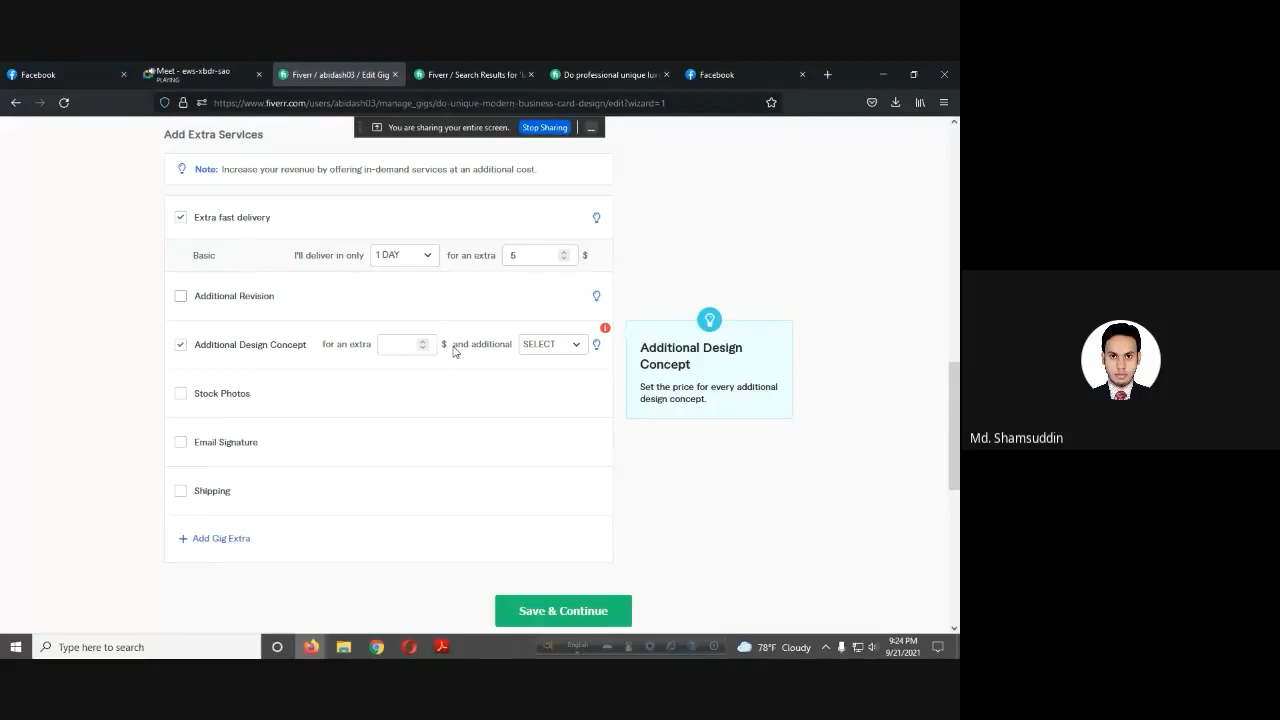 Facebook
Meet - ews-xbdr-sao
PLAYING
Fiverr / abidash03 / Edit Gig
Fiverr / Search Results for
Do professional unique lux
Facebook
https://www.fiverr.com/users/abidash03/manage_gigs/do-unique-modern-business-card-design/edit?wizard=1
You are sharing your entire screen.
Stop Sharing
Add Extra Services
Note: Increase your revenue by offering in-demand services at an additional cost.
Extra fast delivery
Basic
I'll deliver in only
1 DAY
for an extra
5
$
Additional Revision
Additional Design Concept
for an extra
$
and additional
SELECT
Additional Design
Concept
Set the price for every additional
design concept.
Stock Photos
Email Signature
Shipping
+ Add Gig Extra
Save & Continue
Md. Shamsuddin
Type here to search
English
78°F Cloudy
9:24 PM
9/21/2021